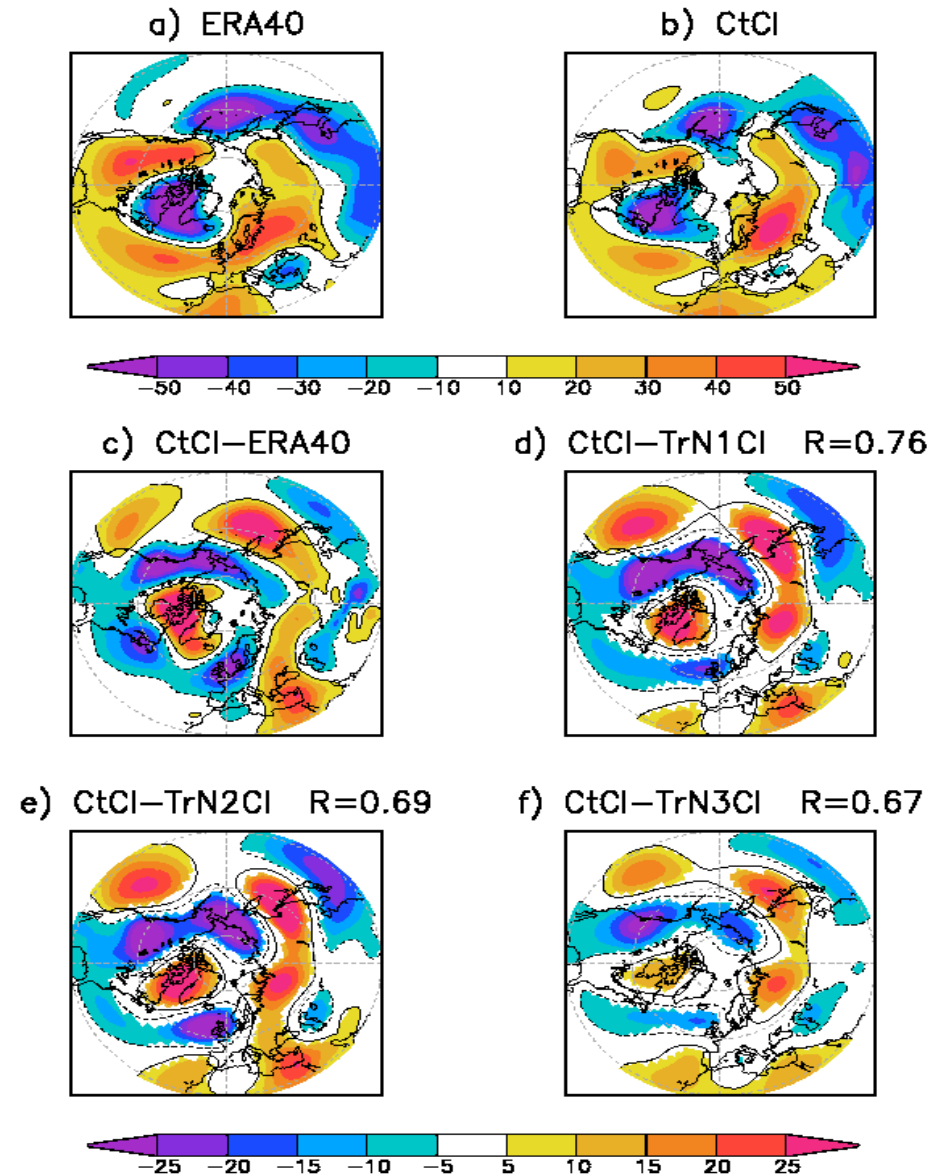 a) ERA40
b) CtCl
−50 −40 −30 −20 −10 10 20 30 40 50
c) CtCl−ERA40
d) CtCl−TrN1Cl R=0.76
e) CtCl−TrN2Cl R=0.69
f) CtCl−TrN3Cl R=0.67
−25 −20 −15 −10 −5 5 10 15 20 25